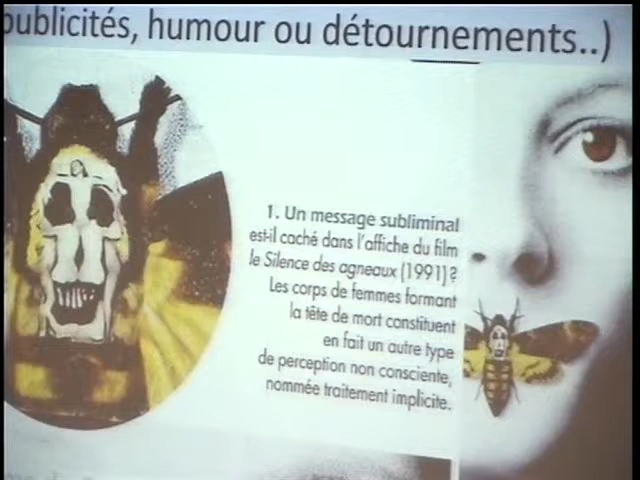 publicités, humour ou détournements..)
1. Un message subliminal
est-il caché dans l'affiche du film
le Silence des agneaux (1991) ?
Les corps de femmes formant
la tête de mort constituent
en fait un autre type
de perception non consciente,
nommée traitement implicite.